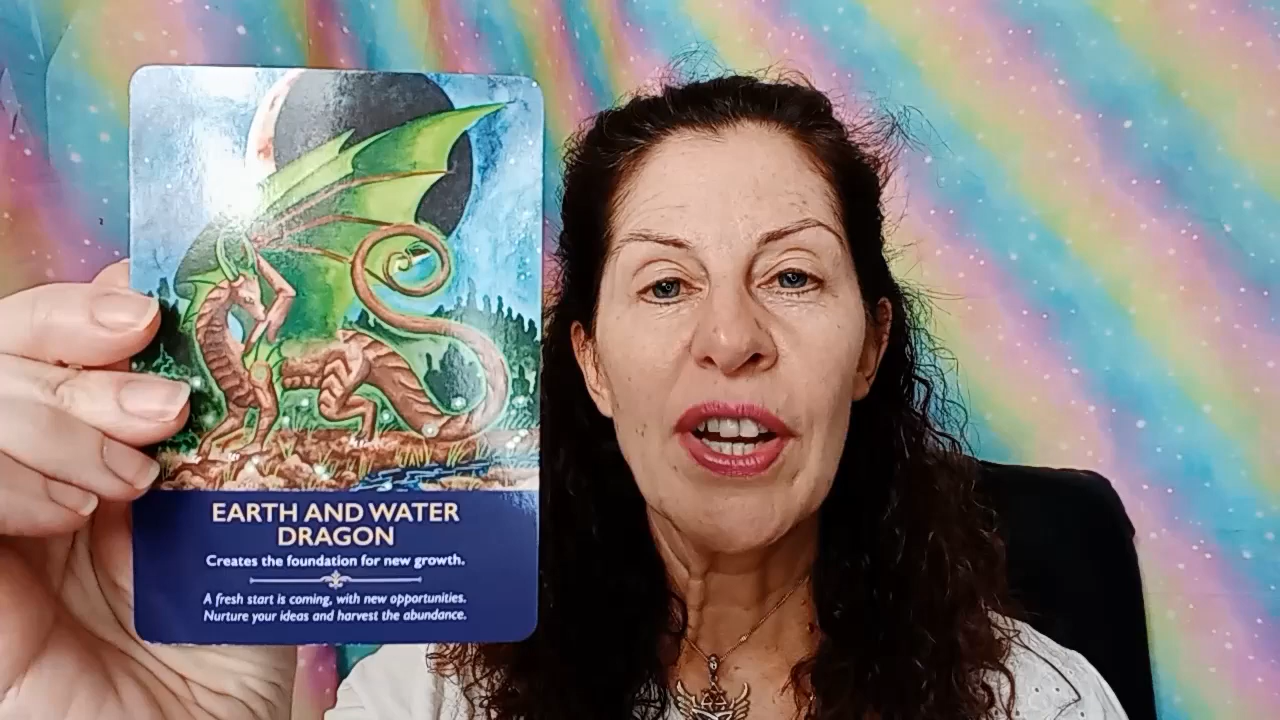 EARTH AND WATER
DRAGON
Creates the foundation for new growth.
A fresh start is coming, with new opportunities.
Nurture your ideas and harvest the abundance.